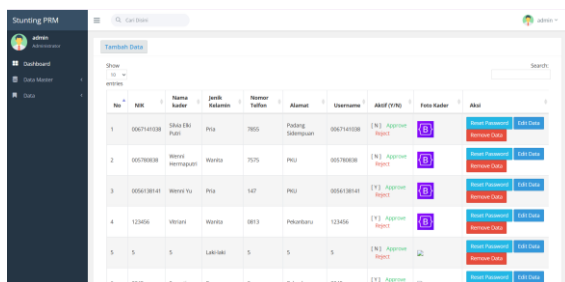 Stunting PRM
Cari Disini
admin
admin
Administrator
Dashboard
Data Master
Data
Tambah Data
Show
10
entries
Search:
No NIK Nama kader Jenik Kelamin Nomor Telfon Alamat Username Aktif (Y/N) Foto Kader Aksi
1 0067141038 Silvia Elki Putri Pria 7855 Padang Sidempuan 0067141038 [ N ] Approve Reject Reset Password Edit Data Remove Data
2 005780838 Wenni Hermaputri Wanita 7575 PKU 005780838 [ N ] Approve Reject Reset Password Edit Data Remove Data
3 0056138141 Wenni Yu Pria 147 PKU 0056138141 [ Y ] Approve Reject Reset Password Edit Data Remove Data
4 123456 Vitriani Wanita 0813 Pekanbaru 123456 [ Y ] Approve Reject Reset Password Edit Data Remove Data
5 5 5 Laki-laki 5 5 5 [ N ] Approve Reject Reset Password Edit Data Remove Data
[ Y ] Approve Reset Password Edit Data